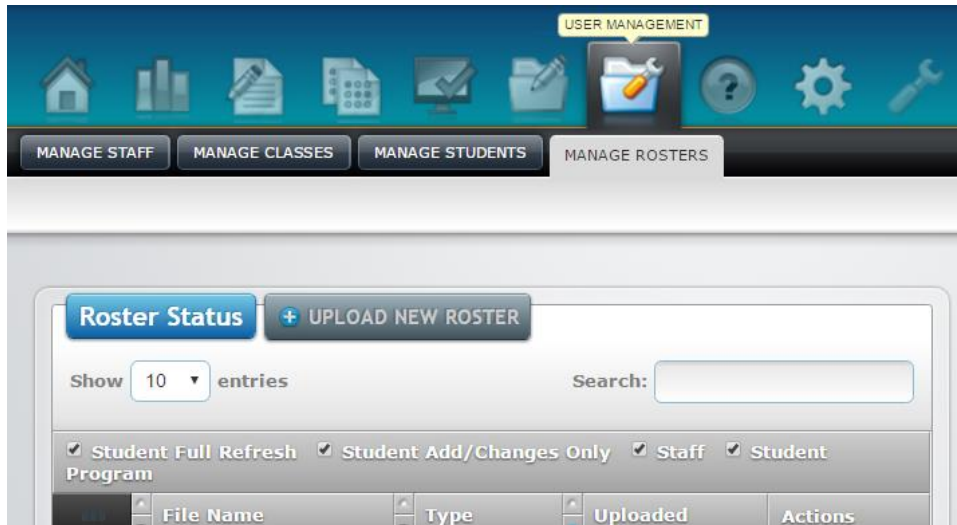 USER MANAGEMENT
MANAGE STAFF MANAGE CLASSES MANAGE STUDENTS MANAGE ROSTERS
Roster Status + UPLOAD NEW ROSTER
Show 10 entries Search:
Student Full Refresh Student Add/Changes Only Staff Student
Program
File Name Type Uploaded Actions